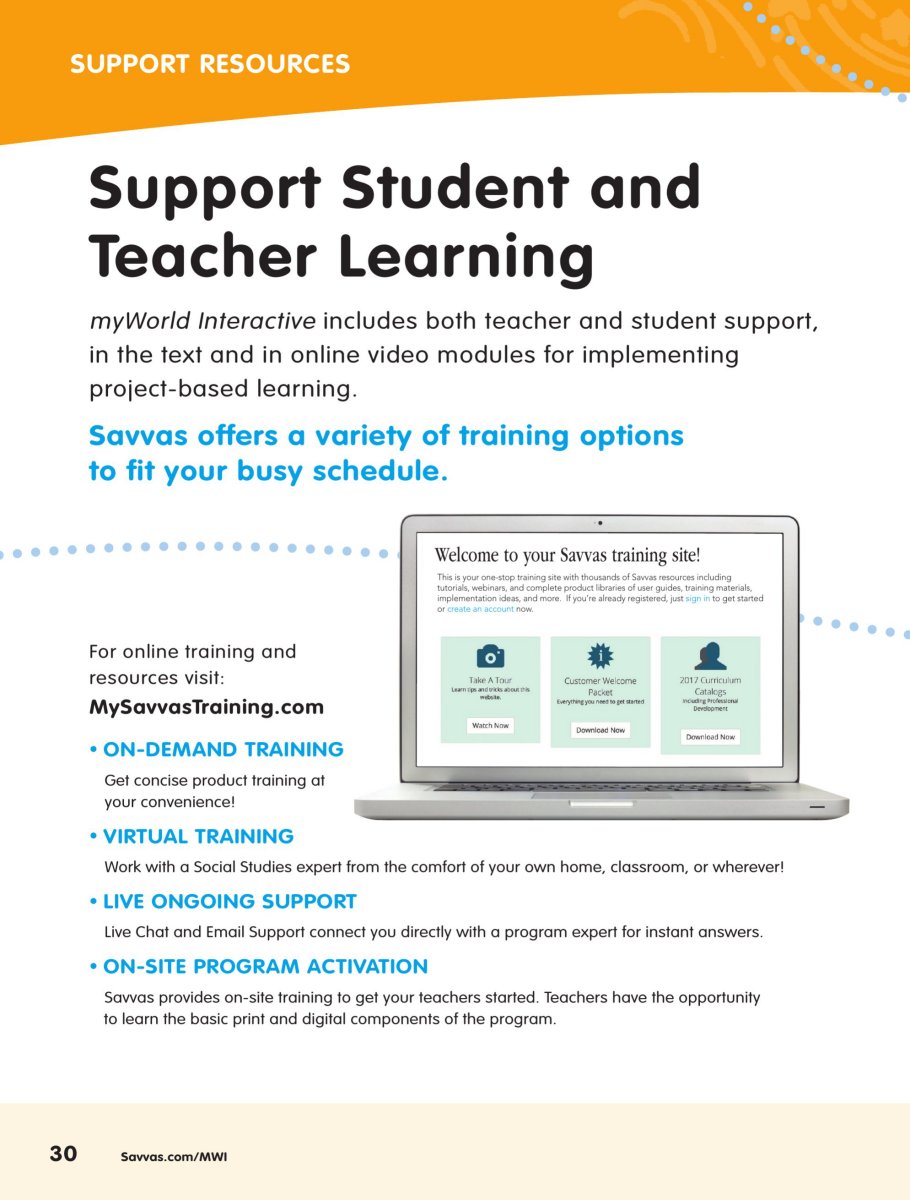 SUPPORT RESOURCES
Support Student and
Teacher Learning
myWorld Interactive includes both teacher and student support,
in the text and in online video modules for implementing
project-based learning.
Savvas offers a variety of training options
to fit your busy schedule.
Welcome to your Savvas training site!
This is your one-stop training site with thousands of Savvas resources including
tutorials, webinars, and complete product libraries of user guides, training materials,
implementation ideas, and more. If you're already registered, just sign in to get started
or create an account now.
Take A Tour
Learn tips and tricks about this
website.
Watch Now
Customer Welcome
Packet
Everything you need to get started
Download Now
2017 Curriculum
Catalogs
Including Professional
Development
Download Now
For online training and
resources visit:
MySavvasTraining.com
• ON-DEMAND TRAINING
Get concise product training at
your convenience!
• VIRTUAL TRAINING
Work with a Social Studies expert from the comfort of your own home, classroom, or wherever!
• LIVE ONGOING SUPPORT
Live Chat and Email Support connect you directly with a program expert for instant answers.
• ON-SITE PROGRAM ACTIVATION
Savvas provides on-site training to get your teachers started. Teachers have the opportunity
to learn the basic print and digital components of the program.
30 Savvas.com/MWI